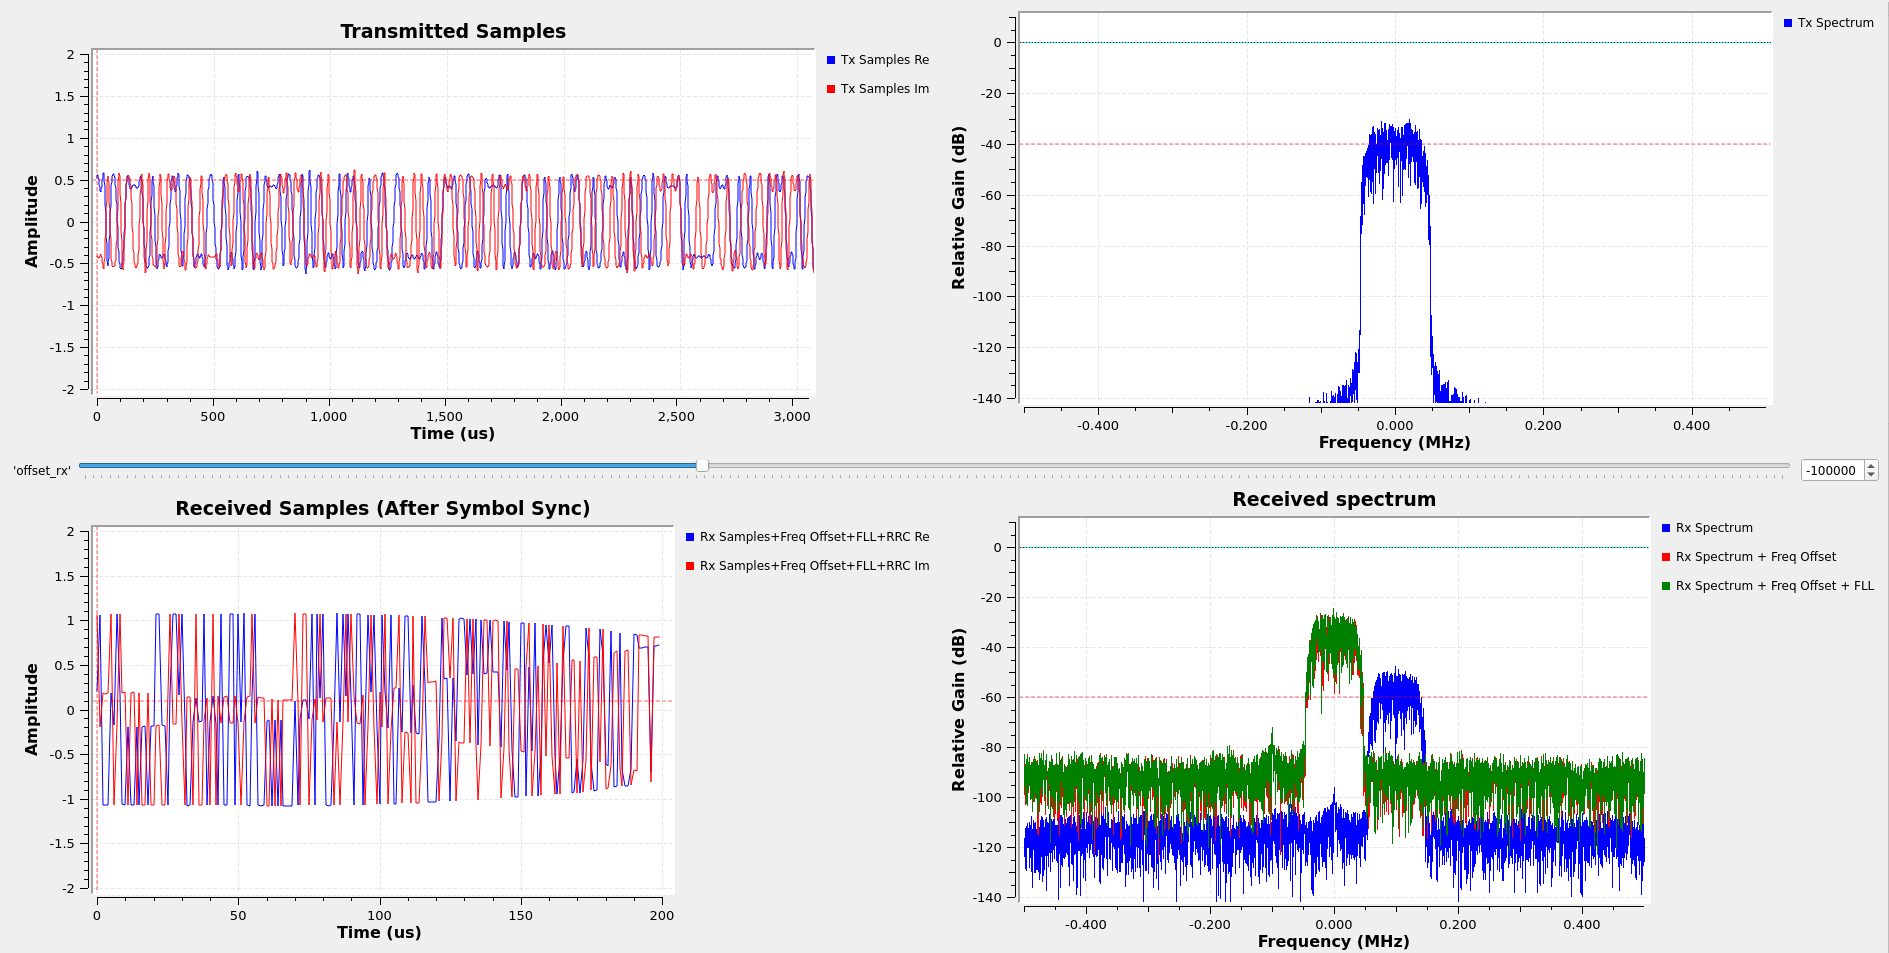 Transmitted Samples
2
1.5
1
0.5
0
-0.5
-1
-1.5
-2
Amplitude
0 500 1,000 1,500 2,000 2,500 3,000
Time (us)
Tx Samples Re
Tx Samples Im
0
-20
-40
-60
-80
-100
-120
-140
Relative Gain (dB)
-0.400 -0.200 0.000 0.200 0.400
Frequency (MHz)
Tx Spectrum
'offset_rx' -100000
Received Samples (After Symbol Sync)
2
1.5
1
0.5
0
-0.5
-1
-1.5
-2
Amplitude
0 50 100 150 200
Time (us)
Rx Samples+Freq Offset+FLL+RRC Re
Rx Samples+Freq Offset+FLL+RRC Im
Received spectrum
0
-20
-40
-60
-80
-100
-120
-140
Relative Gain (dB)
-0.400 -0.200 0.000 0.200 0.400
Frequency (MHz)
Rx Spectrum
Rx Spectrum + Freq Offset
Rx Spectrum + Freq Offset + FLL